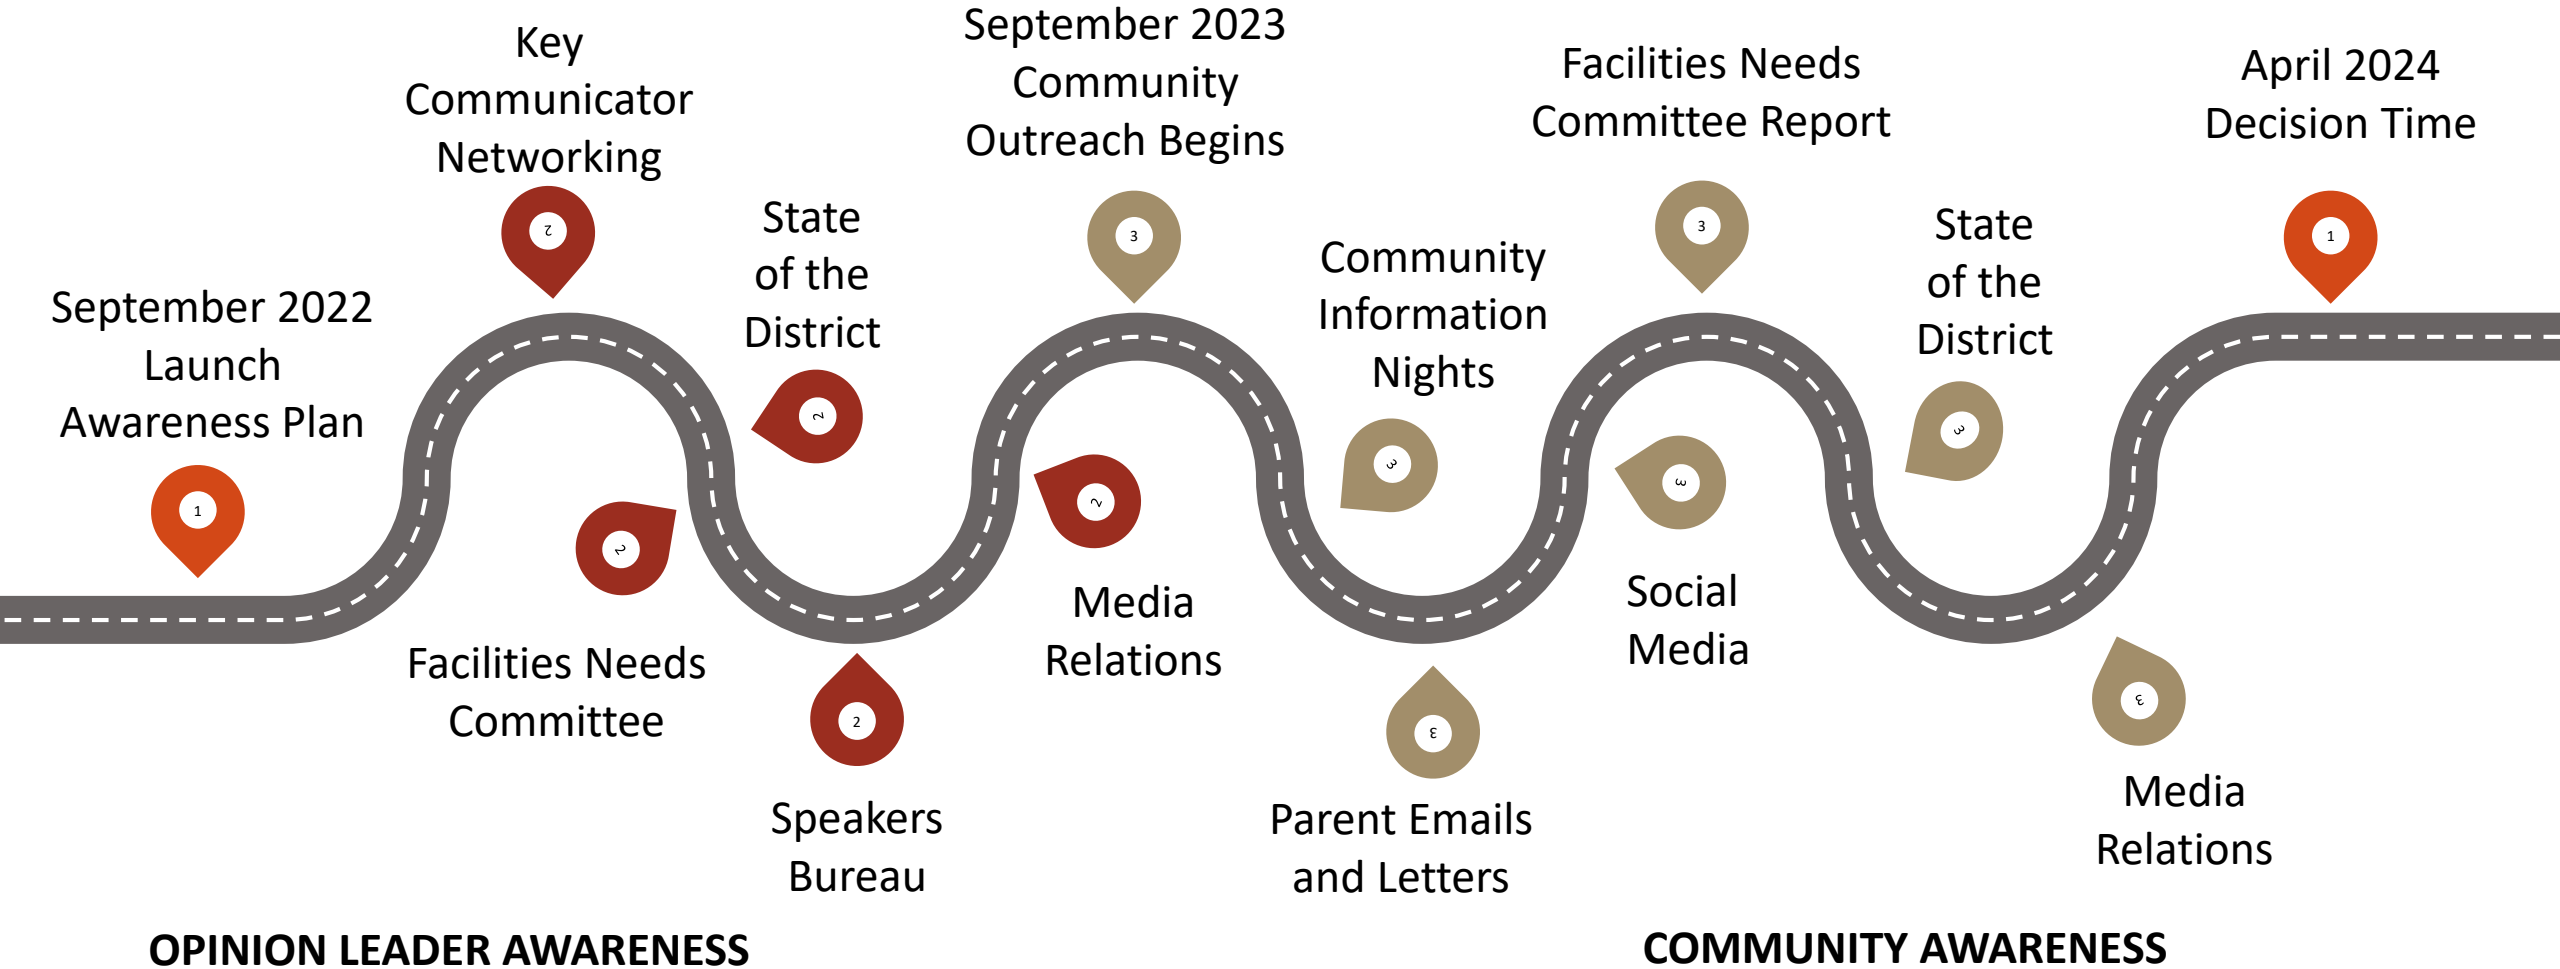 September 2022
Launch
Awareness Plan
1
Key
Communicator
Networking
2
Facilities Needs
Committee
2
State
of the
District
2
Speakers
Bureau
2
Media
Relations
2
September 2023
Community
Outreach Begins
3
Community
Information
Nights
3
Parent Emails
and Letters
3
Social
Media
3
Facilities Needs
Committee Report
3
State
of the
District
3
Media
Relations
3
April 2024
Decision Time
1
OPINION LEADER AWARENESS
COMMUNITY AWARENESS